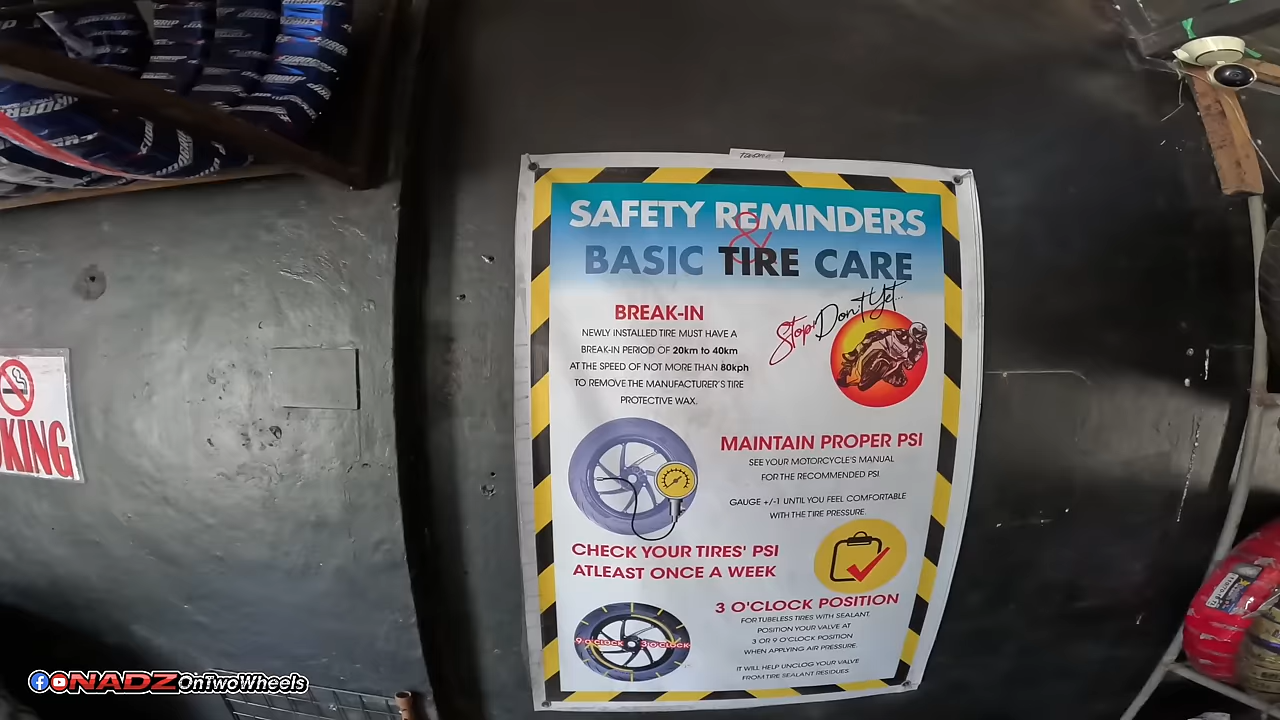 SAFETY REMINDERS
&
BASIC TIRE CARE
BREAK-IN
NEWLY INSTALLED TIRE MUST HAVE A
BREAK-IN PERIOD OF 20km to 40km
AT THE SPEED OF NOT MORE THAN 80kph
TO REMOVE THE MANUFACTURER'S TIRE
PROTECTIVE WAX.
Stop! Don't Yet...
MAINTAIN PROPER PSI
SEE YOUR MOTORCYCLE'S MANUAL
FOR THE RECOMMENDED PSI
GAUGE +/-1 UNTIL YOU FEEL COMFORTABLE
WITH THE TIRE PRESSURE.
CHECK YOUR TIRES' PSI
ATLEAST ONCE A WEEK
3 O'CLOCK POSITION
FOR TUBELESS TIRES WITH SEALANT,
POSITION YOUR VALVE AT
3 OR 9 O'CLOCK POSITION
WHEN APPLYING AIR PRESSURE.
IT WILL HELP UNCLOG YOUR VALVE
FROM TIRE SEALANT RESIDUES.
9 O'CLOCK
3 O'CLOCK
OKING
NADZ OnTwoWheels